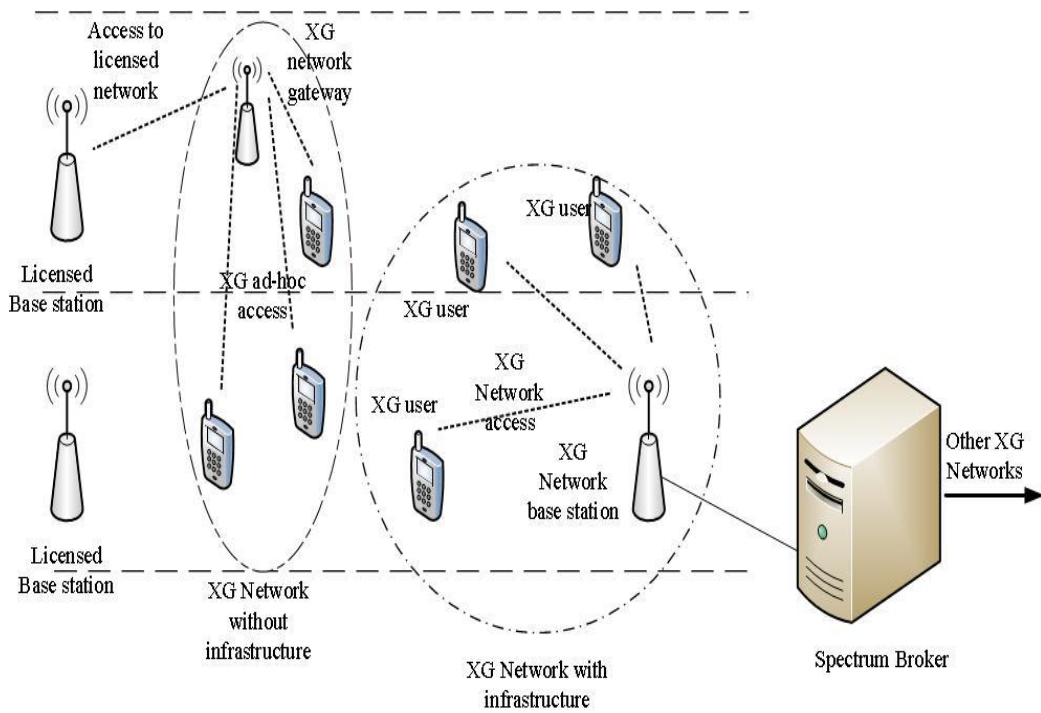 Access to
licensed
network
XG
network
gateway
Licensed
Base station
XG ad-hoc
access
XG user
XG user
XG user
XG
Network
access
XG
Network
base station
Other XG
Networks
Licensed
Base station
XG Network
without
infrastructure
XG Network with
infrastructure
Spectrum Broker